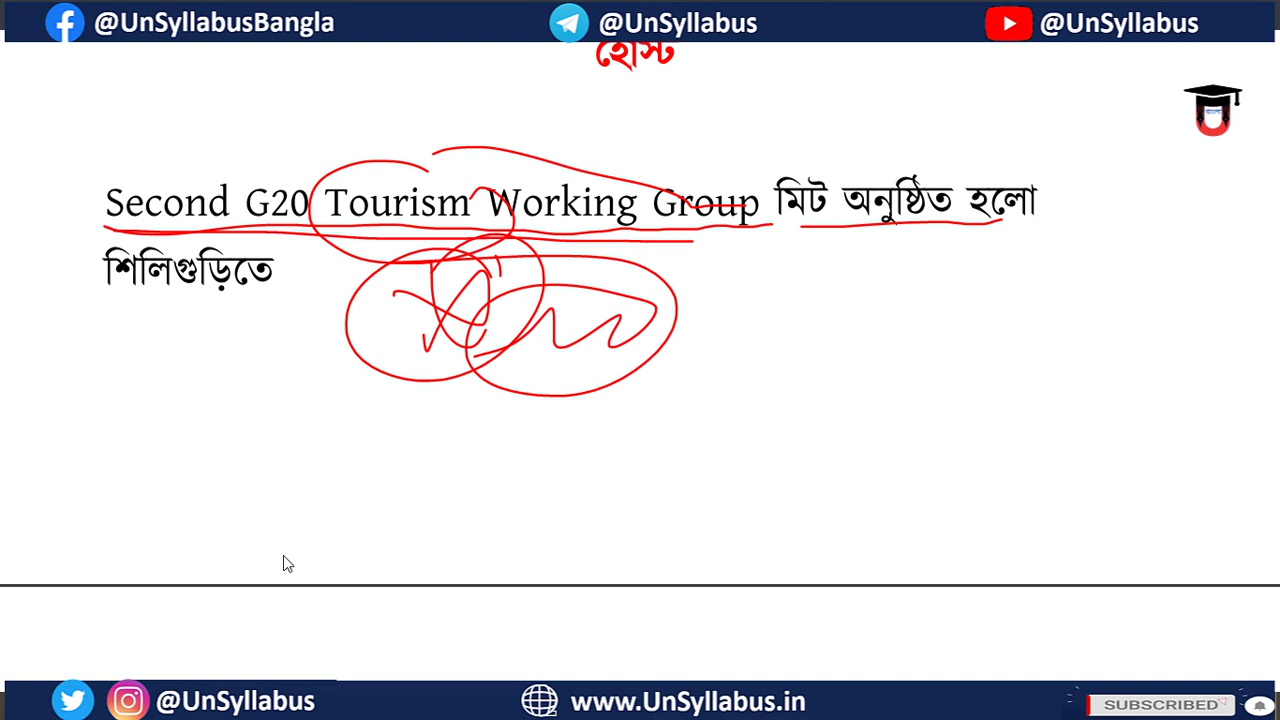 @UnSyllabusBangla @UnSyllabus @UnSyllabus
হোস্ট
Second G20 Tourism Working Group মিট অনুষ্ঠিত হলো
শিলিগুড়িতে
@UnSyllabus www.UnSyllabus.in SUBSCRIBED